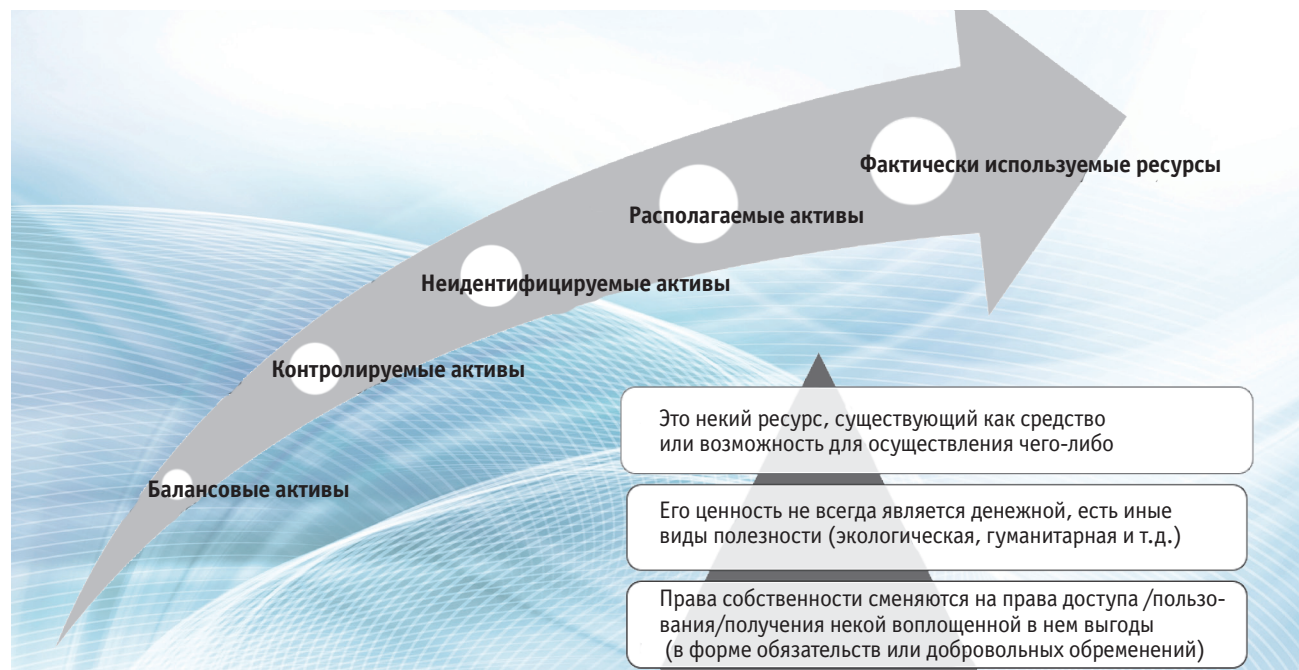 Фактически используемые ресурсы
Располагаемые активы
Неидентифицируемые активы
Контролируемые активы
Балансовые активы
Это некий ресурс, существующий как средство
или возможность для осуществления чего-либо
Его ценность не всегда является денежной, есть иные
виды полезности (экологическая, гуманитарная и т.д.)
Права собственности сменяются на права доступа /пользо-
вания/получения некой воплощенной в нем выгоды
(в форме обязательств или добровольных обременений)